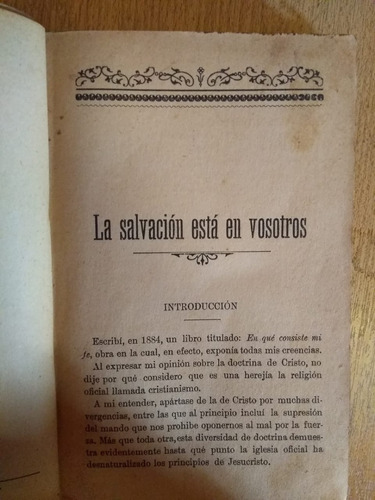 La salvación está en vosotros
INTRODUCCIÓN
Escribí, en 1884, un libro titulado: En qué consiste mi
fe, obra en la cual, en efecto, exponía todas mis creencias.
Al expresar mi opinión sobre la doctrina de Cristo, no
dije por qué considero que es una herejía la religión
oficial llamada cristianismo.
A mi entender, apártase de la de Cristo por muchas di-
vergencias, entre las que al principio incluí la supresión
del mando que nos prohibe oponernos al mal por la fuer-
za. Más que toda otra, esta diversidad de doctrina demues-
tra evidentemente hasta qué punto la iglesia oficial ha
desnaturalizado los principios de Jesucristo.